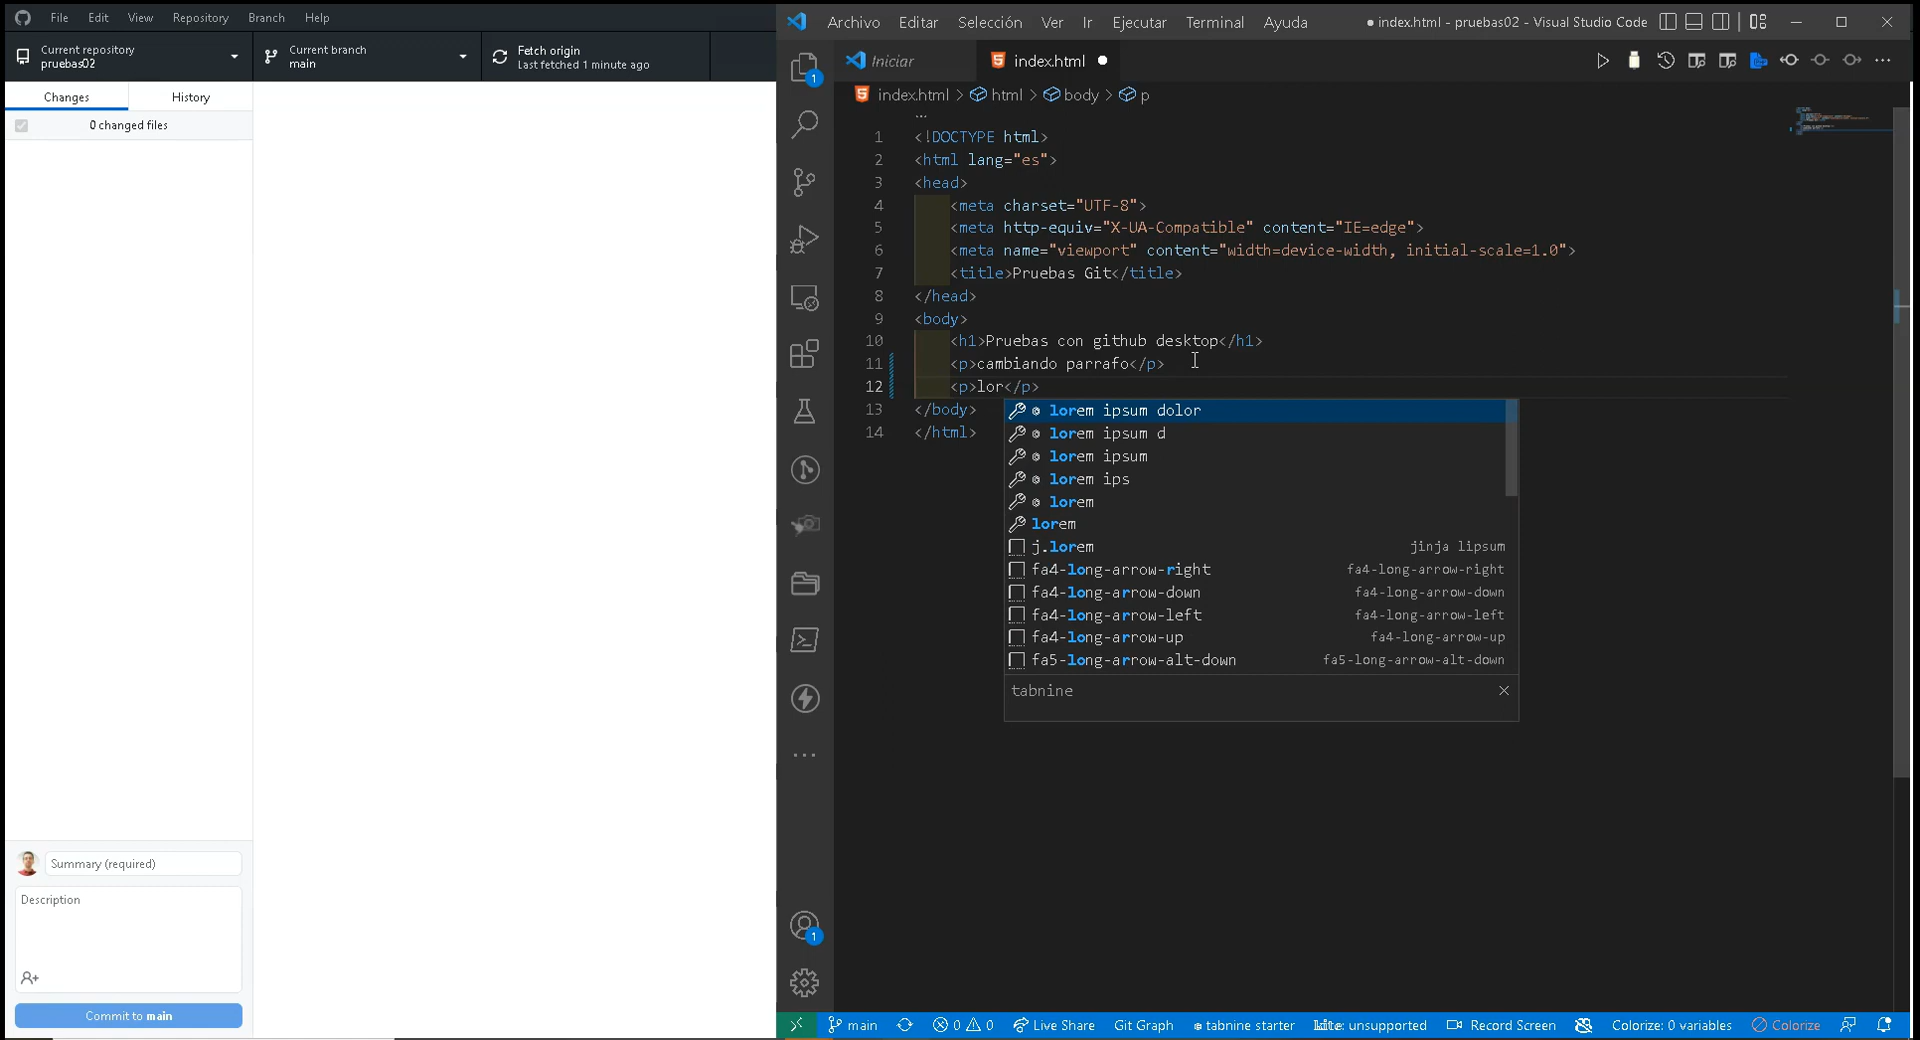 File Edit View Repository Branch Help
Current repository
pruebas02
Current branch
main
Fetch origin
Last fetched 1 minute ago
Changes
History
0 changed files
Summary (required)
Description
Commit to main
Archivo Editar Selección Ver Ir Ejecutar Terminal Ayuda
● index.html - pruebas02 - Visual Studio Code
Iniciar
index.html ●
index.html > html > body > p
...
1 <!DOCTYPE html>
2 <html lang="es">
3 <head>
4 <meta charset="UTF-8">
5 <meta http-equiv="X-UA-Compatible" content="IE=edge">
6 <meta name="viewport" content="width=device-width, initial-scale=1.0">
7 <title>Pruebas Git</title>
8 </head>
9 <body>
10 <h1>Pruebas con github desktop</h1>
11 <p>cambiando parrafo</p>
12 <p>lor</p>
13 </body>
14 </html>
lorem ipsum dolor
lorem ipsum d
lorem ipsum
lorem ips
lorem
lorem
j.lorem jinja lipsum
fa4-long-arrow-right fa4-long-arrow-right
fa4-long-arrow-down fa4-long-arrow-down
fa4-long-arrow-left fa4-long-arrow-left
fa4-long-arrow-up fa4-long-arrow-up
fa5-long-arrow-alt-down fa5-long-arrow-alt-down
tabnine
1
1
main 0 0 Live Share Git Graph tabnine starter kite: unsupported Record Screen Colorize: 0 variables Colorize